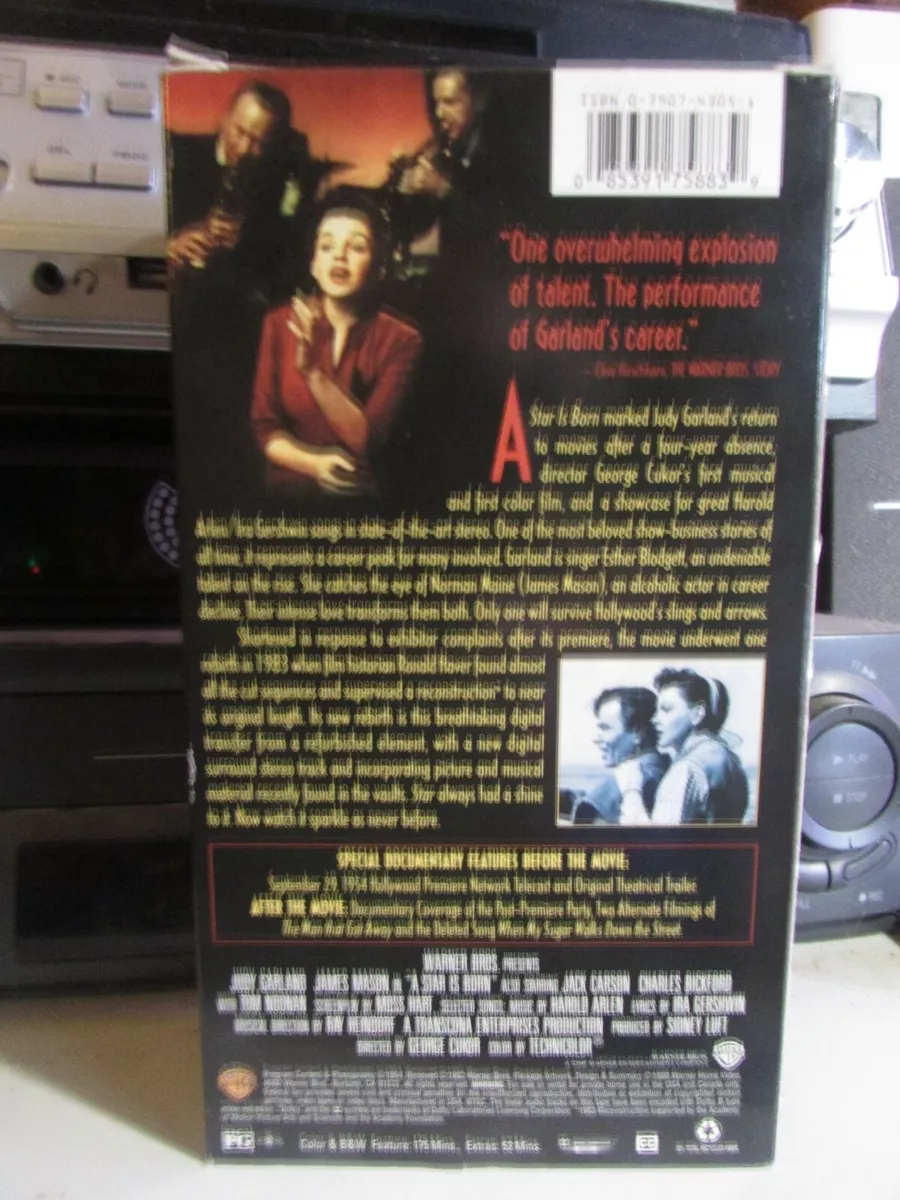 ISBN 0-7907-4305-1
0 85391 75883 9
"One overwhelming explosion
of talent. The performance
of Garland's career."
THE WARNER BROS. STORY
A Star Is Born marked Judy Garland's return
to movies after a four-year absence,
director George Cukor's first musical
and first color film, and a showcase for great Harold
Arlen/Ira Gershwin songs in state-of-the-art stereo. One of the most beloved show-business stories of
all time, it represents a career peak for many involved. Garland is singer Esther Blodgett, an undeniable
talent on the rise. She catches the eye of Norman Maine (James Mason), an alcoholic actor in career
decline. Their intense love transforms them both. Only one will survive Hollywood's slings and arrows.
Shortened in response to exhibitor complaints after its premiere, the movie underwent one
rebirth in 1983 when film historian Ronald Haver found almost
all the cut sequences and supervised a reconstruction* to near
its original length. Its new rebirth is this breathtaking digital
transfer from a refurbished element, with a new digital
surround stereo track and incorporating picture and musical
material recently found in the vaults. Star always had a shine
to it. Now watch it sparkle as never before.
SPECIAL DOCUMENTARY FEATURES BEFORE THE MOVIE:
September 29, 1954 Hollywood Premiere Network Telecast and Original Theatrical Trailer.
AFTER THE MOVIE: Documentary Coverage of the Post-Premiere Party, Two Alternate Filmings of
The Man that Got Away and the Deleted Song When My Sugar Walks Down the Street.
WARNER BROS. PRESENTS
JUDY GARLAND JAMES MASON IN "A STAR IS BORN" ALSO STARRING JACK CARSON CHARLES BICKFORD
WITH TOM NOONAN SCREENPLAY BY MOSS HART MUSIC BY HAROLD ARLEN LYRICS BY IRA GERSHWIN
MUSICAL DIRECTION BY RAY HEINDORF A TRANSCONA ENTERPRISES PRODUCTION PRODUCED BY SIDNEY LUFT
DIRECTED BY GEORGE CUKOR COLOR BY TECHNICOLOR®
PG
Color & B&W Feature: 175 Mins. Extras: 52 Mins.
PLAY
STOP
REC